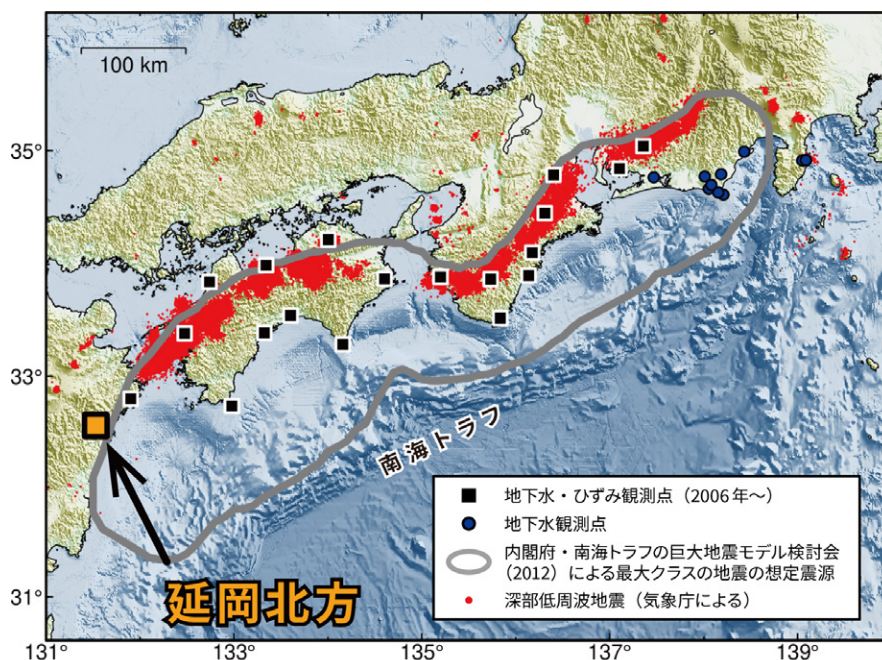 100 km
35°
33°
31°
131°
133°
135°
137°
139°
南海トラフ
延岡北方
地下水・ひずみ観測点（2006年～）
地下水観測点
内閣府・南海トラフの巨大地震モデル検討会
（2012）による最大クラスの地震の想定震源
深部低周波地震（気象庁による）